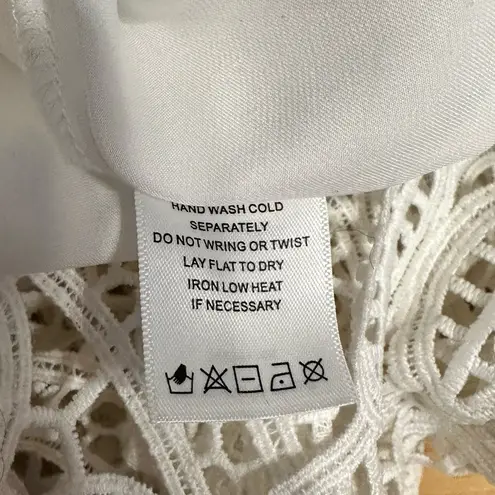 HAND WASH COLD
SEPARATELY
DO NOT WRING OR TWIST
LAY FLAT TO DRY
IRON LOW HEAT
IF NECESSARY